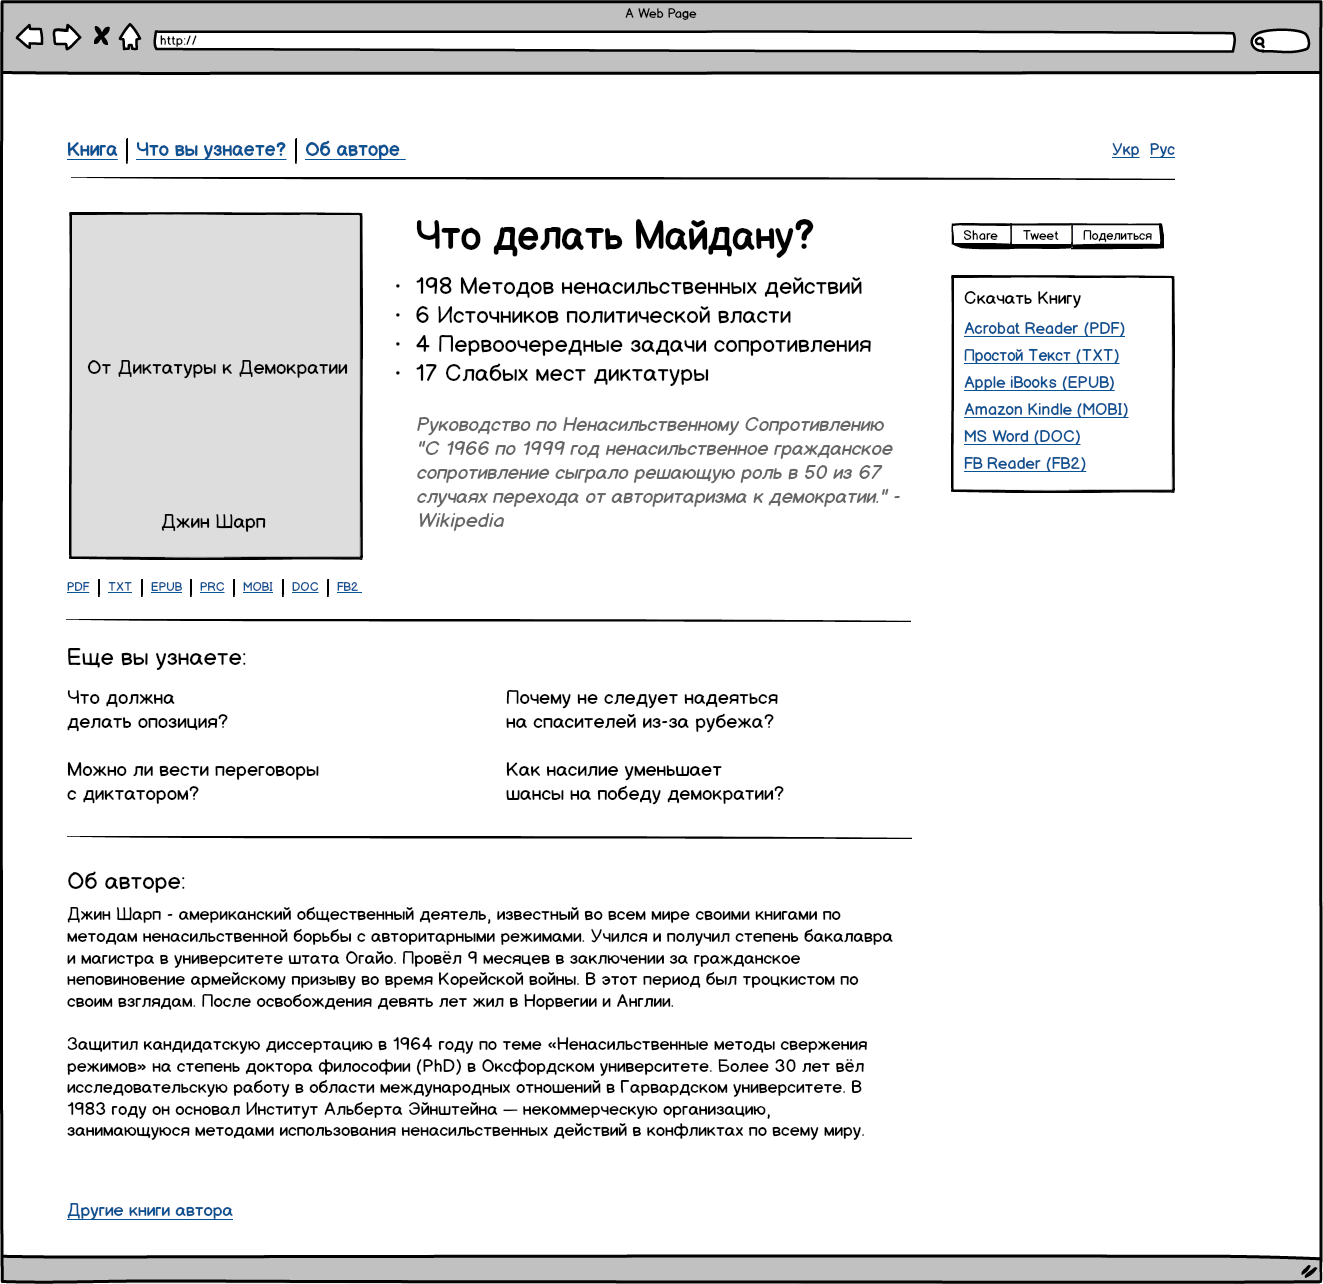 A Web Page
http://
Книга | Что вы узнаете? | Об авторе
Укр Рус
От Диктатуры к Демократии
Джин Шарп
PDF | TXT | EPUB | PRC | MOBI | DOC | FB2
Что делать Майдану?
• 198 Методов ненасильственных действий
• 6 Источников политической власти
• 4 Первоочередные задачи сопротивления
• 17 Слабых мест диктатуры
Руководство по Ненасильственному Сопротивлению
"С 1966 по 1999 год ненасильственное гражданское
сопротивление сыграло решающую роль в 50 из 67
случаях перехода от авторитаризма к демократии." -
Wikipedia
Share Tweet Поделиться
Скачать Книгу
Acrobat Reader (PDF)
Простой Текст (TXT)
Apple iBooks (EPUB)
Amazon Kindle (MOBI)
MS Word (DOC)
FB Reader (FB2)
Еще вы узнаете:
Что должна
делать опозиция?
Почему не следует надеяться
на спасителей из-за рубежа?
Можно ли вести переговоры
с диктатором?
Как насилие уменьшает
шансы на победу демократии?
Об авторе:
Джин Шарп - американский общественный деятель, известный во всем мире своими книгами по
методам ненасильственной борьбы с авторитарными режимами. Учился и получил степень бакалавра
и магистра в университете штата Огайо. Провёл 9 месяцев в заключении за гражданское
неповиновение армейскому призыву во время Корейской войны. В этот период был троцкистом по
своим взглядам. После освобождения девять лет жил в Норвегии и Англии.
Защитил кандидатскую диссертацию в 1964 году по теме «Ненасильственные методы свержения
режимов» на степень доктора философии (PhD) в Оксфордском университете. Более 30 лет вёл
исследовательскую работу в области международных отношений в Гарвардском университете. В
1983 году он основал Институт Альберта Эйнштейна — некоммерческую организацию,
занимающуюся методами использования ненасильственных действий в конфликтах по всему миру.
Другие книги автора